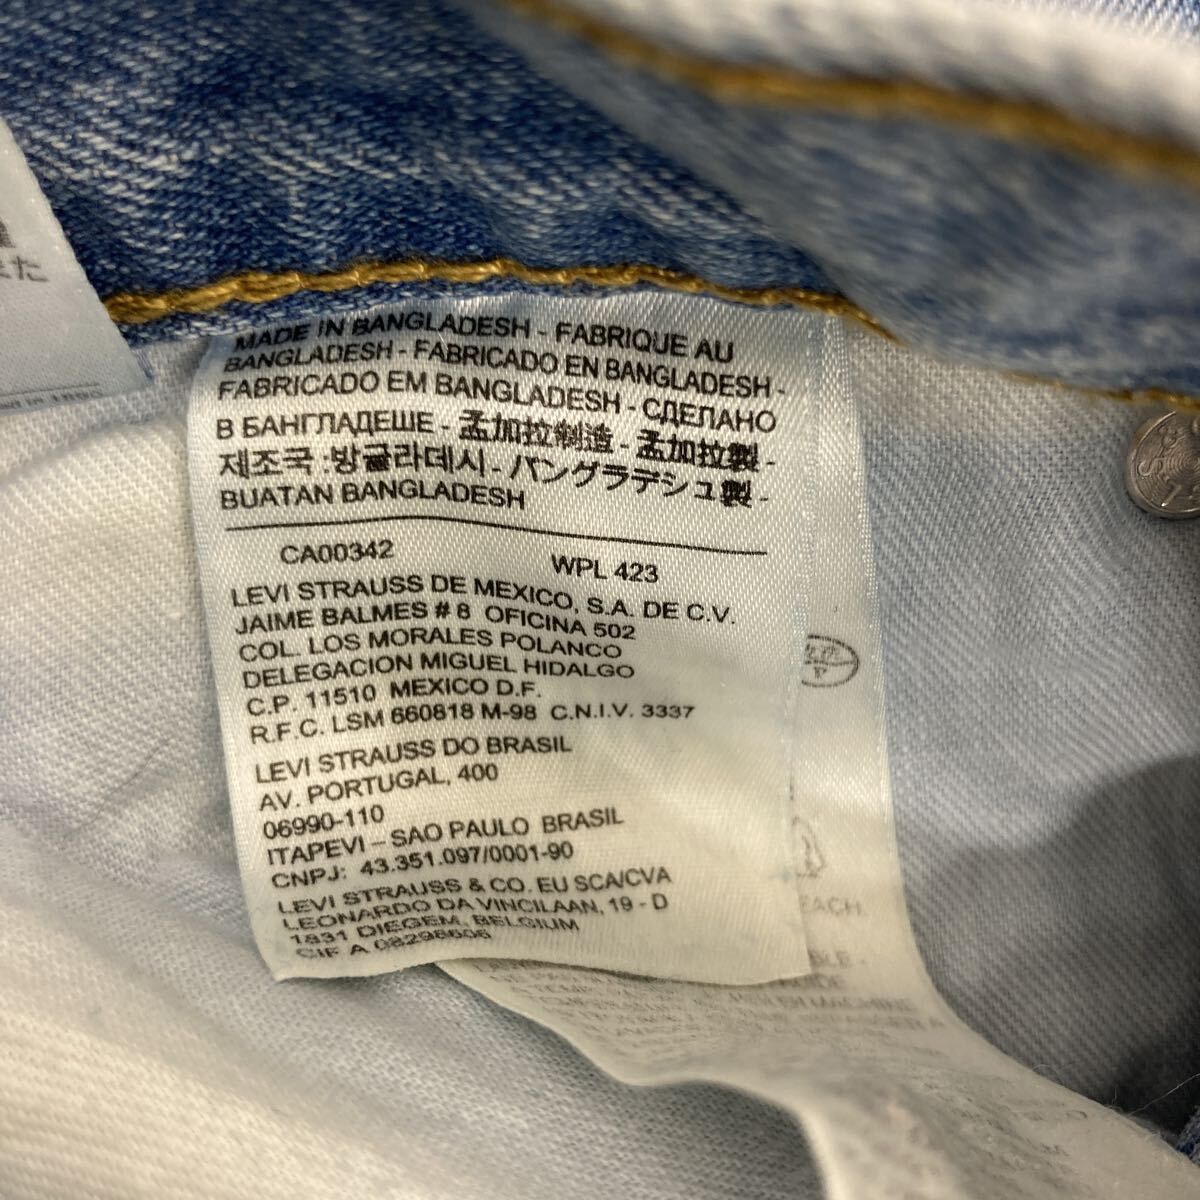 また
MADE IN BANGLADESH - FABRIQUE AU
BANGLADESH - FABRICADO EN BANGLADESH -
FABRICADO EM BANGLADESH - СДЕЛАНО
В БАНГЛАДЕШЕ - 孟加拉制造 - 孟加拉製 -
제조국 :방글라데시 - バングラデシュ製 -
BUATAN BANGLADESH
CA00342 WPL 423
LEVI STRAUSS DE MEXICO, S.A. DE C.V.
JAIME BALMES # 8 OFICINA 502
COL. LOS MORALES POLANCO
DELEGACION MIGUEL HIDALGO
C.P. 11510 MEXICO D.F.
R.F.C. LSM 660818 M-98 C.N.I.V. 3337
LEVI STRAUSS DO BRASIL
AV. PORTUGAL, 400
06990-110
ITAPEVI – SAO PAULO BRASIL
CNPJ: 43.351.097/0001-90
LEVI STRAUSS & CO. EU SCA/CVA
LEONARDO DA VINCILAAN, 19 - D
1831 DIEGEM, BELGIUM
CIF A 08298606
MACHINE